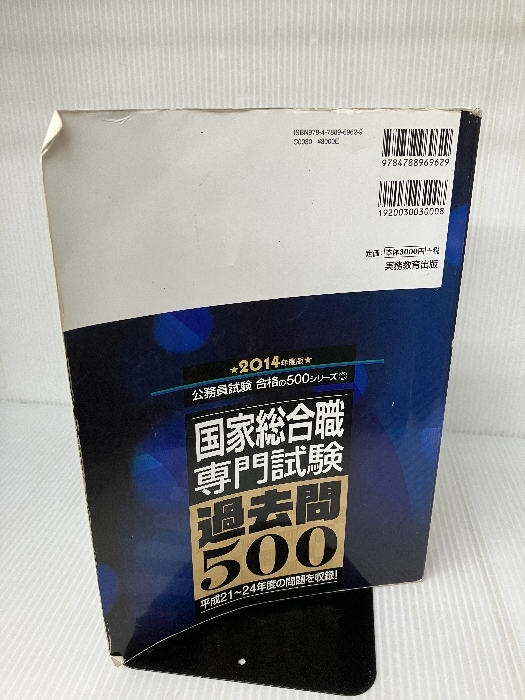 ISBN978-4-7889-6962-9
C0030 ¥3000E
9784788969629
1920030030008
定価:本体3000円+税
実務教育出版
★2014年度版★
公務員試験 合格の500シリーズ
国家総合職
専門試験
過去問
500
平成21~24年度の問題を収録!